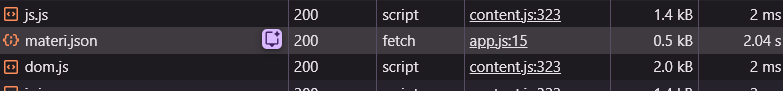 js.js 200 script content.js:323 1.4 kB 2 ms
materi.json 200 fetch app.js:15 0.5 kB 2.04 s
dom.js 200 script content.js:323 2.0 kB 2 ms